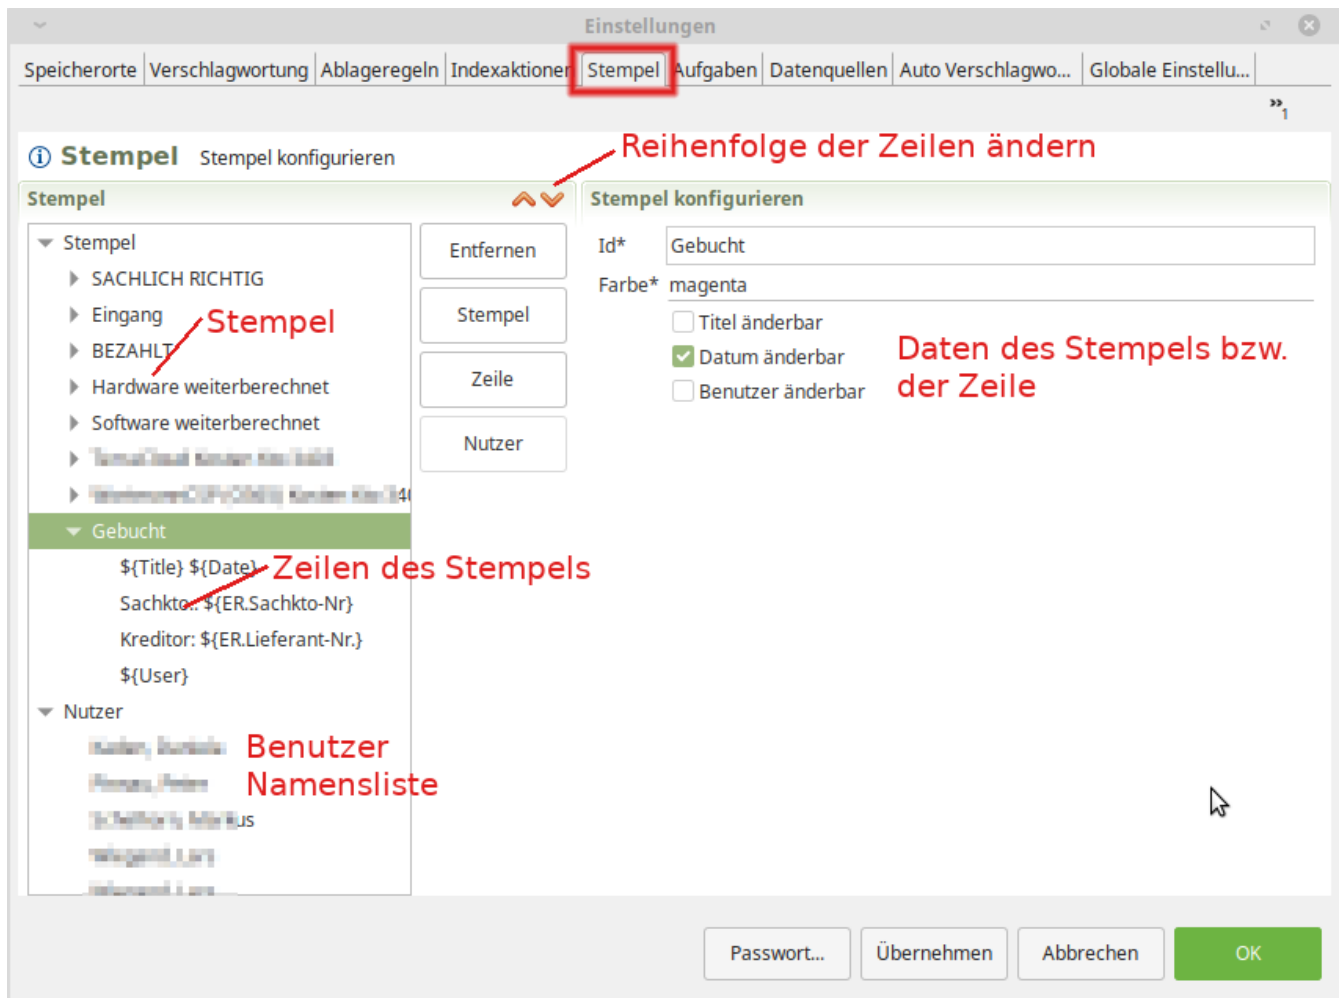 Einstellungen
Speicherorte Verschlagwortung Ablageregeln Indexaktionen Stempel Aufgaben Datenquellen Auto Verschlagwo... Globale Einstellu...
»1
Reihenfolge der Zeilen ändern
Stempel Stempel konfigurieren
Stempel
Stempel konfigurieren
Stempel
SACHLICH RICHTIG
Eingang
Stempel
BEZAHLT
Hardware weiterberechnet
Software weiterberechnet
Gebucht
${Title} ${Date}
Zeilen des Stempels
Sachkto.: ${ER.Sachkto-Nr}
Kreditor: ${ER.Lieferant-Nr.}
${User}
Nutzer
Benutzer
Namensliste
Entfernen
Stempel
Zeile
Nutzer
Id* Gebucht
Farbe* magenta
Titel änderbar
Datum änderbar
Benutzer änderbar
Daten des Stempels bzw.
der Zeile
Passwort... Übernehmen Abbrechen OK